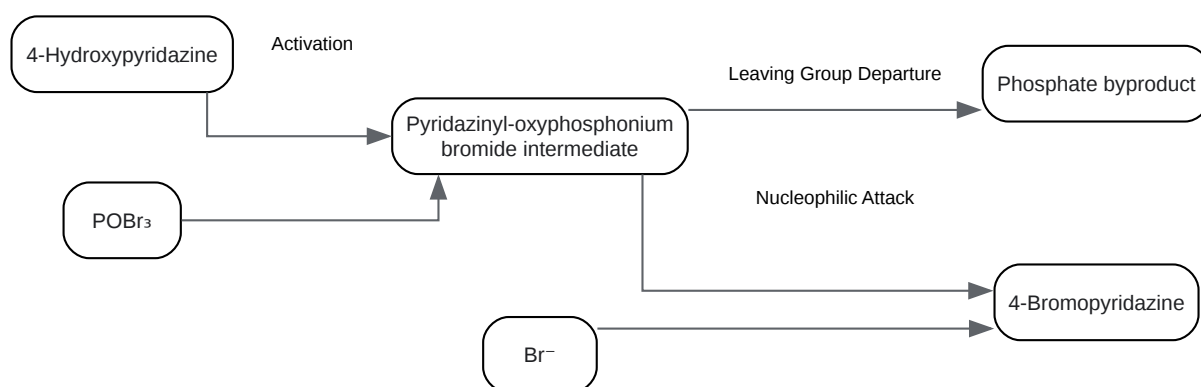 4-Hydroxypyridazine
Activation
Leaving Group Departure
Phosphate byproduct
Pyridazinyl-oxyphosphonium
bromide intermediate
POBr₃
Nucleophilic Attack
4-Bromopyridazine
Br⁻